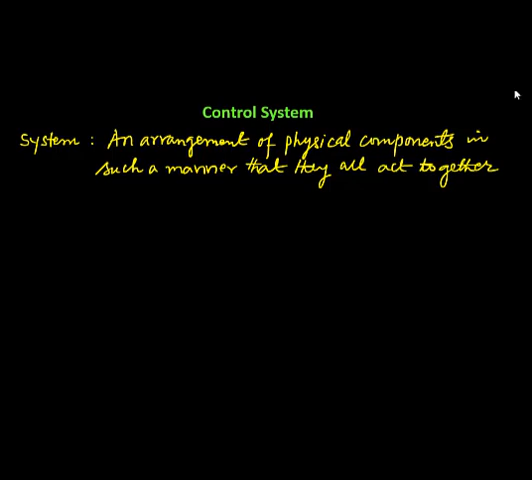 Control System
System : An arrangement of physical components in
such a manner that they all act together